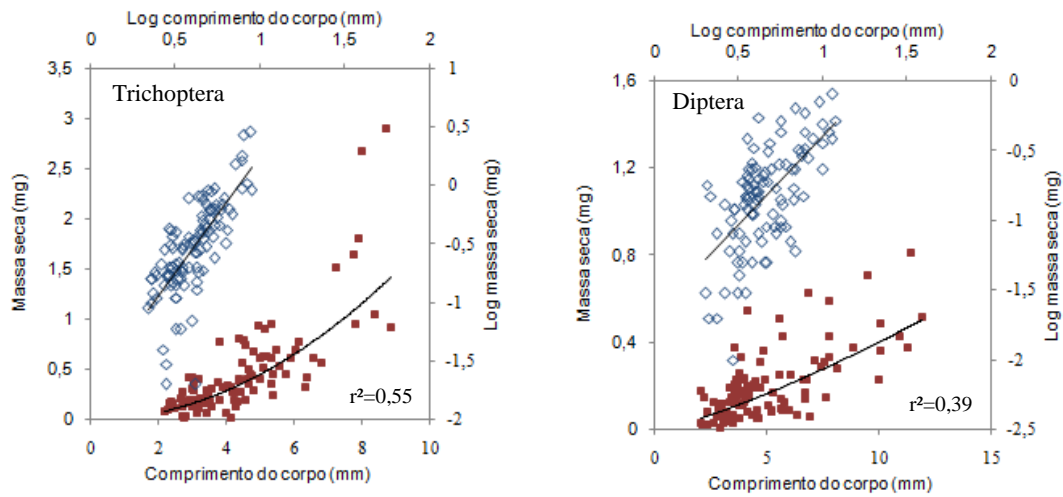 Log comprimento do corpo (mm)
0 0,5 1 1,5 2
Trichoptera
Massa seca (mg)
3,5
3
2,5
2
1,5
1
0,5
0
1
0,5
0
-0,5
-1
-1,5
-2
Log massa seca (mg)
r²=0,55
0 2 4 6 8 10
Comprimento do corpo (mm)
Log comprimento do corpo (mm)
0 0,5 1 1,5 2
Diptera
Massa seca (mg)
1,6
1,2
0,8
0,4
0
0
-0,5
-1
-1,5
-2
-2,5
Log massa seca (mg)
r²=0,39
0 5 10 15
Comprimento do corpo (mm)